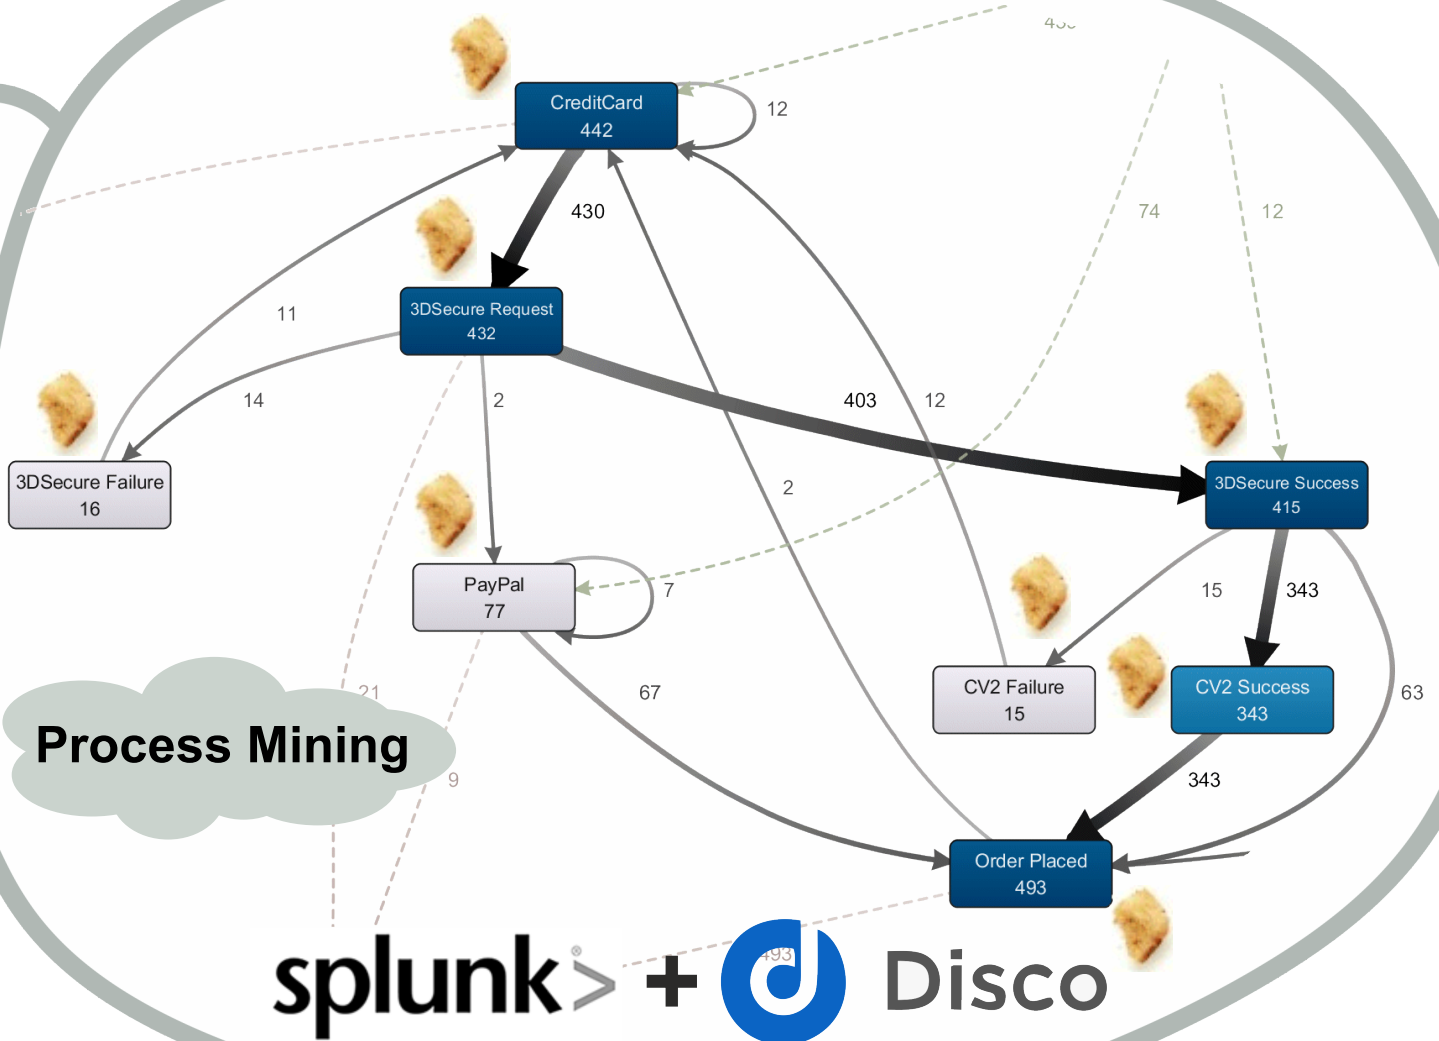 CreditCard
442
12
430
74
12
3DSecure Request
432
11
14
2
403
12
3DSecure Failure
16
2
3DSecure Success
415
PayPal
77
7
15
343
21
67
CV2 Failure
15
CV2 Success
343
63
Process Mining
9
343
Order Placed
493
493
splunk> ®
+
Disco